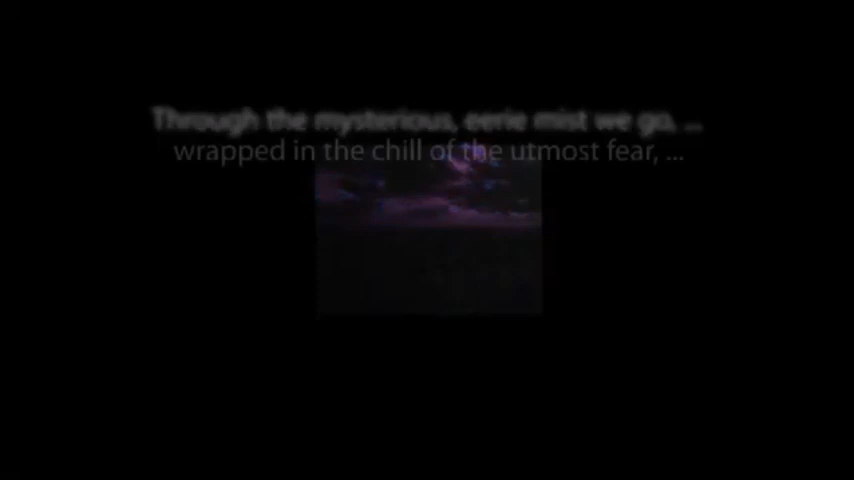 Through the mysterious, eerie mist we go, ...
wrapped in the chill of the utmost fear, ...